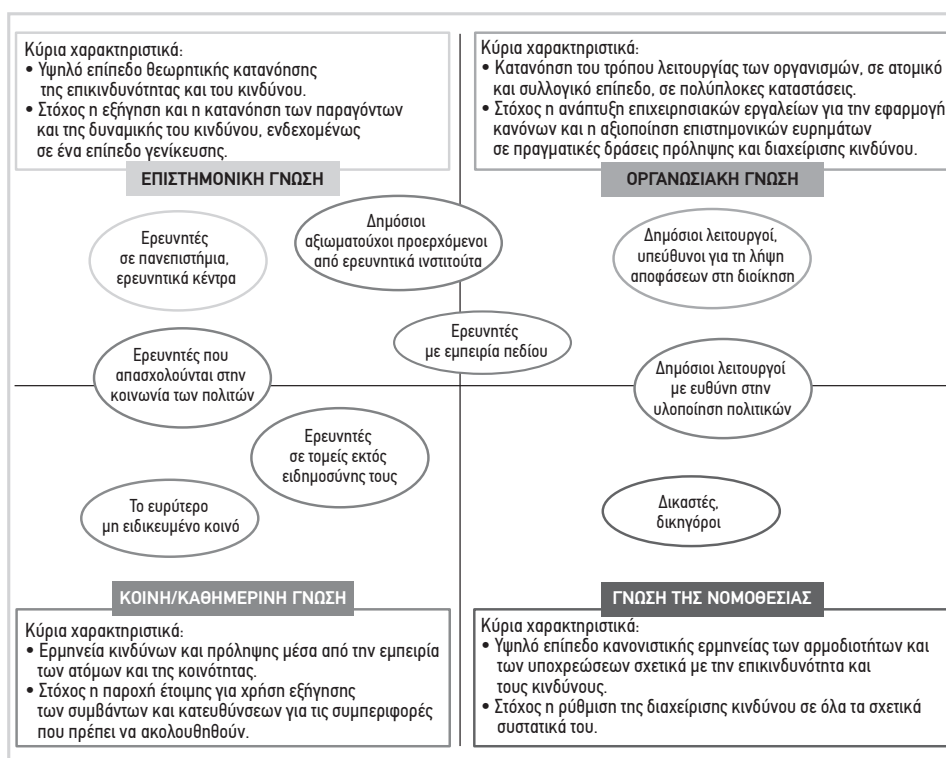 Κύρια χαρακτηριστικά:
• Υψηλό επίπεδο θεωρητικής κατανόησης
της επικινδυνότητας και του κινδύνου.
• Στόχος η εξήγηση και η κατανόηση των παραγόντων
και της δυναμικής του κινδύνου, ενδεχομένως
σε ένα επίπεδο γενίκευσης.
ΕΠΙΣΤΗΜΟΝΙΚΗ ΓΝΩΣΗ
Κύρια χαρακτηριστικά:
• Κατανόηση του τρόπου λειτουργίας των οργανισμών, σε ατομικό
και συλλογικό επίπεδο, σε πολύπλοκες καταστάσεις.
• Στόχος η ανάπτυξη επιχειρησιακών εργαλείων για την εφαρμογή
κανόνων και η αξιοποίηση επιστημονικών ευρημάτων
σε πραγματικές δράσεις πρόληψης και διαχείρισης κινδύνου.
ΟΡΓΑΝΩΣΙΑΚΗ ΓΝΩΣΗ
Ερευνητές
σε πανεπιστήμια,
ερευνητικά κέντρα
Δημόσιοι
αξιωματούχοι προερχόμενοι
από ερευνητικά ινστιτούτα
Δημόσιοι λειτουργοί,
υπεύθυνοι για τη λήψη
αποφάσεων στη διοίκηση
Ερευνητές
με εμπειρία πεδίου
Ερευνητές που
απασχολούνται στην
κοινωνία των πολιτών
Δημόσιοι λειτουργοί
με ευθύνη στην
υλοποίηση πολιτικών
Ερευνητές
σε τομείς εκτός
ειδημοσύνης τους
Το ευρύτερο
μη ειδικευμένο κοινό
Δικαστές,
δικηγόροι
ΚΟΙΝΗ/ΚΑΘΗΜΕΡΙΝΗ ΓΝΩΣΗ
Κύρια χαρακτηριστικά:
• Ερμηνεία κινδύνων και πρόληψης μέσα από την εμπειρία
των ατόμων και της κοινότητας.
• Στόχος η παροχή έτοιμης για χρήση εξήγησης
των συμβάντων και κατευθύνσεων για τις συμπεριφορές
που πρέπει να ακολουθηθούν.
ΓΝΩΣΗ ΤΗΣ ΝΟΜΟΘΕΣΙΑΣ
Κύρια χαρακτηριστικά:
• Υψηλό επίπεδο κανονιστικής ερμηνείας των αρμοδιοτήτων και
των υποχρεώσεων σχετικά με την επικινδυνότητα και
τους κινδύνους.
• Στόχος η ρύθμιση της διαχείρισης κινδύνου σε όλα τα σχετικά
συστατικά του.